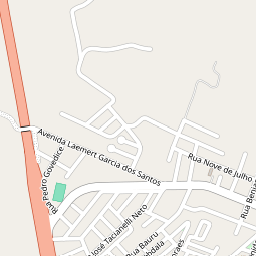 Avenida Laemert Garcia dos Santos
Rua Nove de Julho
Rua Pedro Govedice
José Tacianelli Neto
Rua Bauru